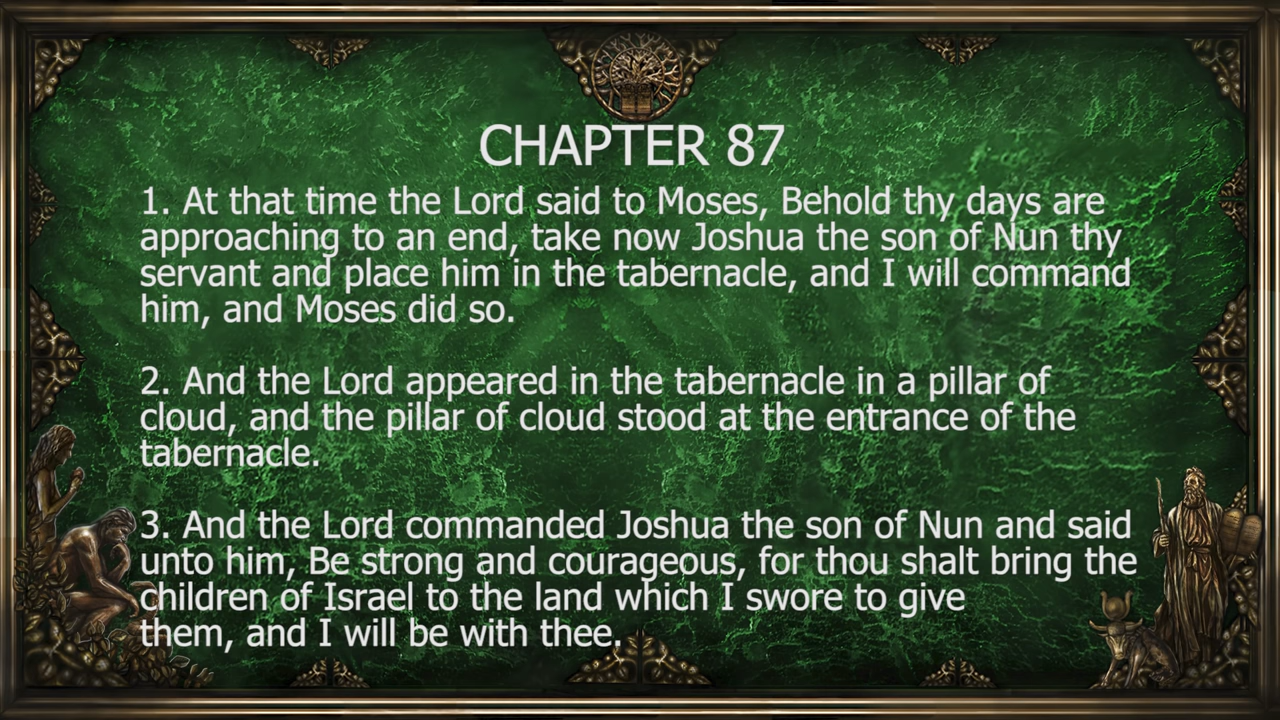 CHAPTER 87
1. At that time the Lord said to Moses, Behold thy days are
approaching to an end, take now Joshua the son of Nun thy
servant and place him in the tabernacle, and I will command
him, and Moses did so.
2. And the Lord appeared in the tabernacle in a pillar of
cloud, and the pillar of cloud stood at the entrance of the
tabernacle.
3. And the Lord commanded Joshua the son of Nun and said
unto him, Be strong and courageous, for thou shalt bring the
children of Israel to the land which I swore to give
them, and I will be with thee.